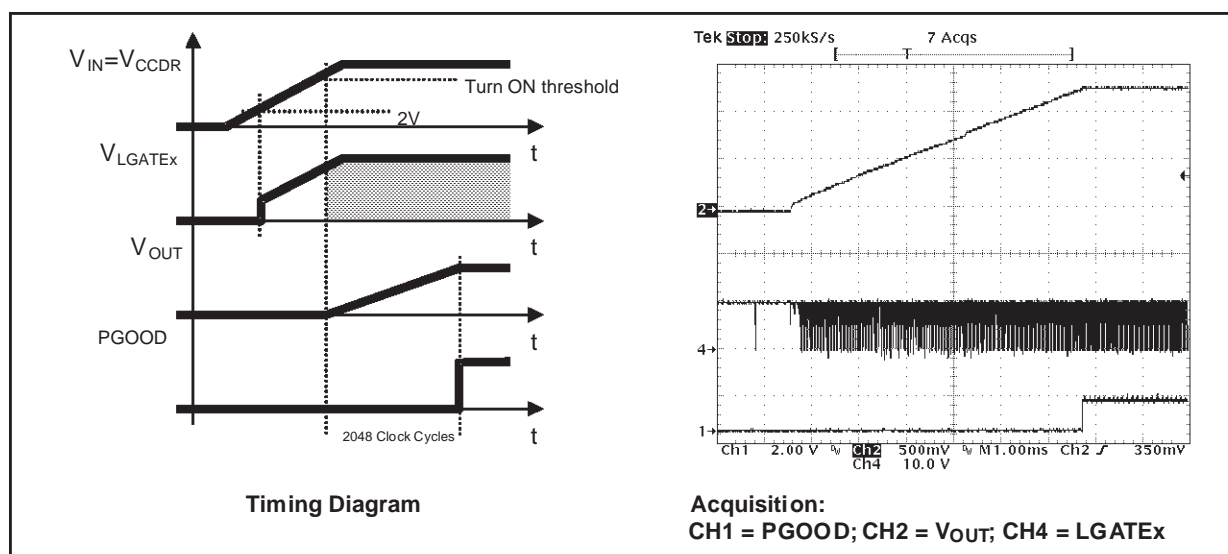 V_IN=V_CCDR
Turn ON threshold
2V
t
V_LGATEx
t
V_OUT
t
PGOOD
2048 Clock Cycles
t
Timing Diagram
Tek Stop: 250kS/s 7 Acqs
T
2→
4→
1→
Ch1 2.00 V Ch2 500mV M 1.00ms Ch2 350mV
Ch4 10.0 V
Acquisition:
CH1 = PGOOD; CH2 = V_OUT; CH4 = LGATEx